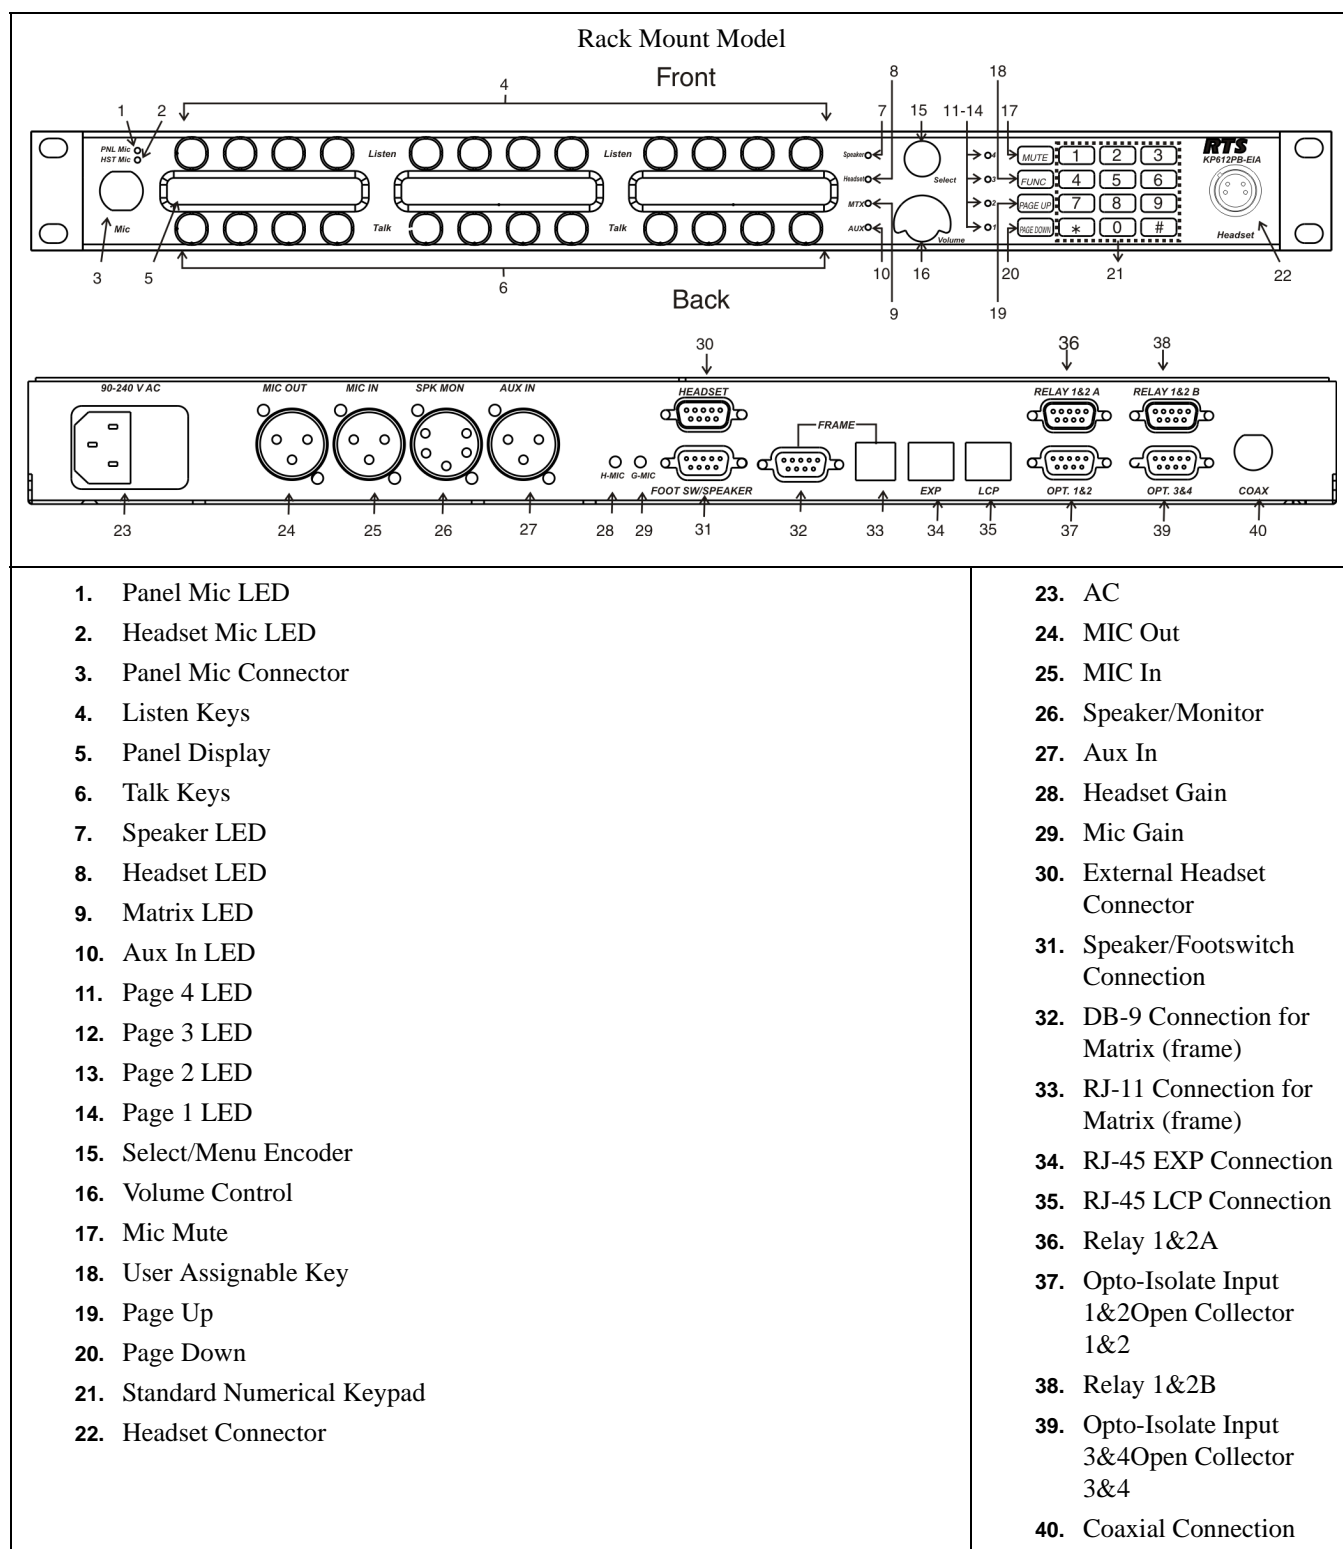 Rack Mount Model
Front
4
8
18
1
2
7
15
11-14
17
PNL Mic
HST Mic
Listen
Listen
Speaker
4
MUTE
1
2
3
RTS
KP612PB-EIA
Headset
Select
3
FUNC
4
5
6
MTX
2
PAGE UP
7
8
9
Mic
Talk
Talk
AUX
Volume
1
PAGE DOWN
*
0
#
Headset
3
5
6
10
16
20
21
22
Back
9
19
30
36
38
90-240 V AC
MIC OUT
MIC IN
SPK MON
AUX IN
HEADSET
RELAY 1&2 A
RELAY 1&2 B
FRAME
H-MIC
G-MIC
FOOT SW/SPEAKER
EXP
LCP
OPT. 1&2
OPT. 3&4
COAX
23
24
25
26
27
28
29
31
32
33
34
35
37
39
40
1. Panel Mic LED
2. Headset Mic LED
3. Panel Mic Connector
4. Listen Keys
5. Panel Display
6. Talk Keys
7. Speaker LED
8. Headset LED
9. Matrix LED
10. Aux In LED
11. Page 4 LED
12. Page 3 LED
13. Page 2 LED
14. Page 1 LED
15. Select/Menu Encoder
16. Volume Control
17. Mic Mute
18. User Assignable Key
19. Page Up
20. Page Down
21. Standard Numerical Keypad
22. Headset Connector
23. AC
24. MIC Out
25. MIC In
26. Speaker/Monitor
27. Aux In
28. Headset Gain
29. Mic Gain
30. External Headset
Connector
31. Speaker/Footswitch
Connection
32. DB-9 Connection for
Matrix (frame)
33. RJ-11 Connection for
Matrix (frame)
34. RJ-45 EXP Connection
35. RJ-45 LCP Connection
36. Relay 1&2A
37. Opto-Isolate Input
1&2Open Collector
1&2
38. Relay 1&2B
39. Opto-Isolate Input
3&4Open Collector
3&4
40. Coaxial Connection